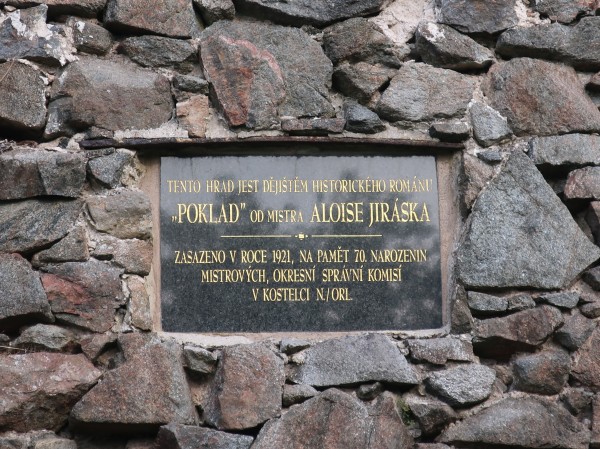 TENTO HRAD JEST DĚJIŠTĚM HISTORICKÉHO ROMÁNU
„POKLAD” OD MISTRA ALOISE JIRÁSKA
ZASAZENO V ROCE 1921, NA PAMĚT 70. NAROZENIN
MISTROVÝCH, OKRESNÍ SPRÁVNÍ KOMISÍ
V KOSTELCI N./ORL.